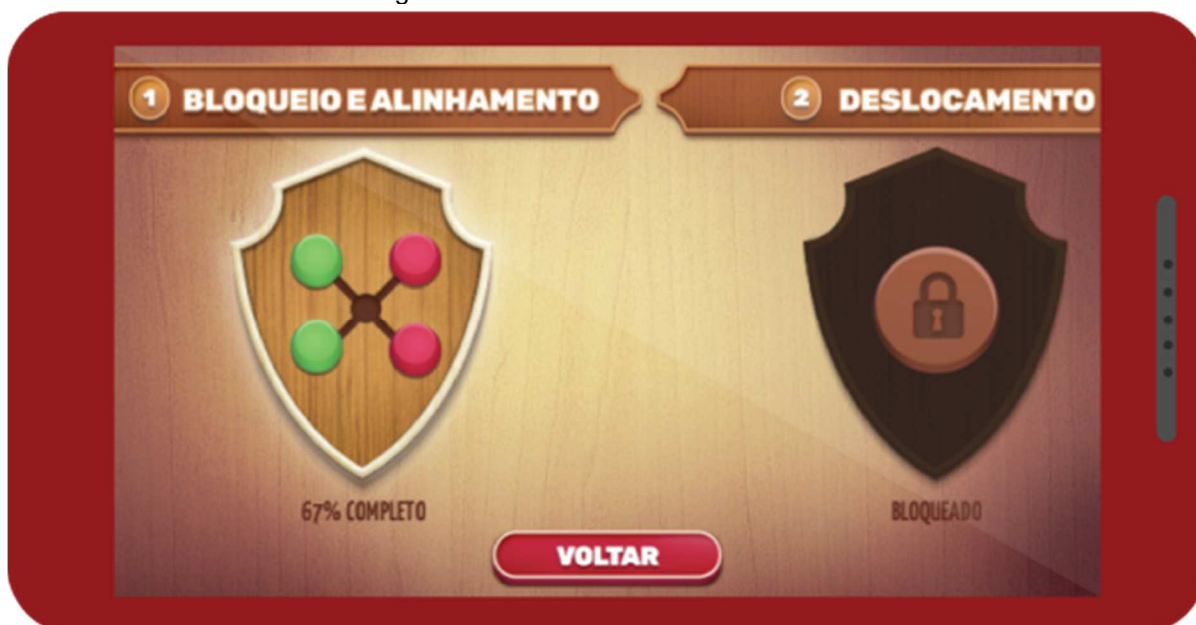 1 BLOQUEIO E ALINHAMENTO
2 DESLOCAMENTO
67% COMPLETO
BLOQUEADO
VOLTAR